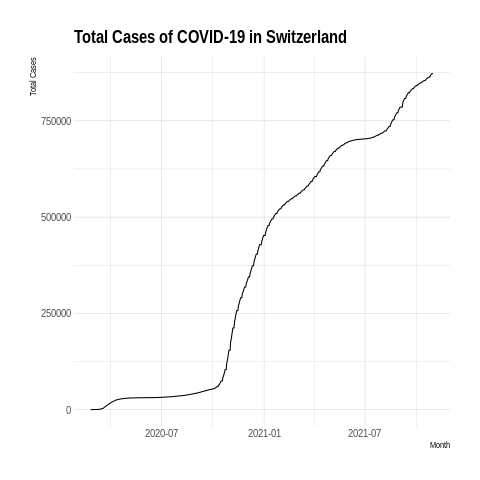 Total Cases of COVID-19 in Switzerland
Total Cases
750000
500000
250000
0
2020-07 2021-01 2021-07
Month